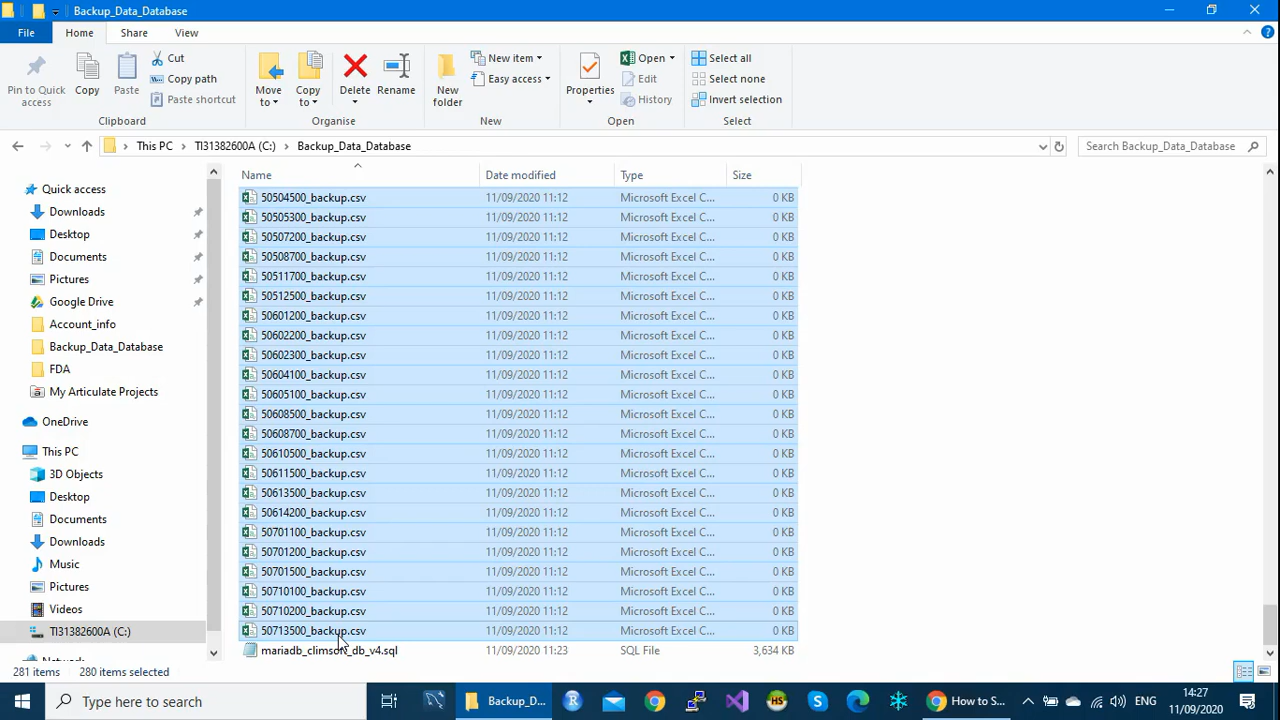 Backup_Data_Database
File Home Share View
Pin to Quick access
Copy
Paste
Cut
Copy path
Paste shortcut
Clipboard
Move to
Copy to
Delete
Rename
Organise
New folder
New item
Easy access
New
Properties
Open
Edit
History
Open
Select all
Select none
Invert selection
Select
This PC TI31382600A (C:) Backup_Data_Database
Search Backup_Data_Database
Quick access
Downloads
Desktop
Documents
Pictures
Google Drive
Account_info
Backup_Data_Database
FDA
My Articulate Projects
OneDrive
This PC
3D Objects
Desktop
Documents
Downloads
Music
Pictures
Videos
TI31382600A (C:)
Network
Name Date modified Type Size
50504500_backup.csv 11/09/2020 11:12 Microsoft Excel C... 0 KB
50505300_backup.csv 11/09/2020 11:12 Microsoft Excel C... 0 KB
50507200_backup.csv 11/09/2020 11:12 Microsoft Excel C... 0 KB
50508700_backup.csv 11/09/2020 11:12 Microsoft Excel C... 0 KB
50511700_backup.csv 11/09/2020 11:12 Microsoft Excel C... 0 KB
50512500_backup.csv 11/09/2020 11:12 Microsoft Excel C... 0 KB
50601200_backup.csv 11/09/2020 11:12 Microsoft Excel C... 0 KB
50602200_backup.csv 11/09/2020 11:12 Microsoft Excel C... 0 KB
50602300_backup.csv 11/09/2020 11:12 Microsoft Excel C... 0 KB
50604100_backup.csv 11/09/2020 11:12 Microsoft Excel C... 0 KB
50605100_backup.csv 11/09/2020 11:12 Microsoft Excel C... 0 KB
50608500_backup.csv 11/09/2020 11:12 Microsoft Excel C... 0 KB
50608700_backup.csv 11/09/2020 11:12 Microsoft Excel C... 0 KB
50610500_backup.csv 11/09/2020 11:12 Microsoft Excel C... 0 KB
50611500_backup.csv 11/09/2020 11:12 Microsoft Excel C... 0 KB
50613500_backup.csv 11/09/2020 11:12 Microsoft Excel C... 0 KB
50614200_backup.csv 11/09/2020 11:12 Microsoft Excel C... 0 KB
50701100_backup.csv 11/09/2020 11:12 Microsoft Excel C... 0 KB
50701200_backup.csv 11/09/2020 11:12 Microsoft Excel C... 0 KB
50701500_backup.csv 11/09/2020 11:12 Microsoft Excel C... 0 KB
50710100_backup.csv 11/09/2020 11:12 Microsoft Excel C... 0 KB
50710200_backup.csv 11/09/2020 11:12 Microsoft Excel C... 0 KB
50713500_backup.csv 11/09/2020 11:12 Microsoft Excel C... 0 KB
mariadb_climsoft_db_v4.sql 11/09/2020 11:23 SQL File 3,634 KB
281 items 280 items selected
Type here to search
Backup_D...
How to S...
ENG
14:27
11/09/2020